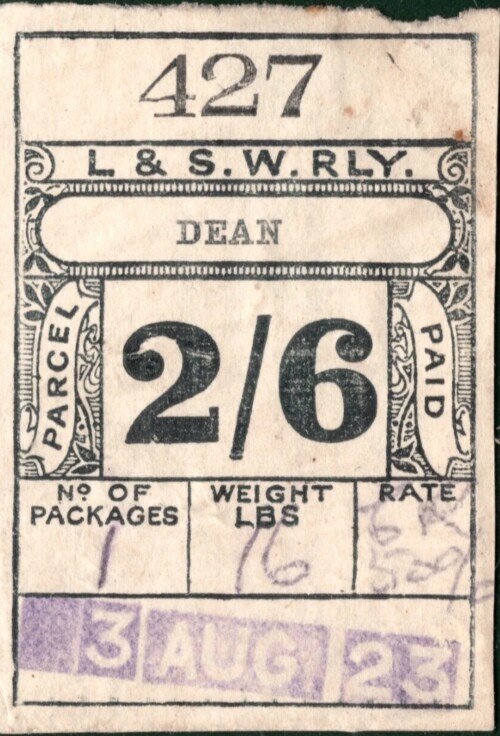 427
L & S.W. RLY.
DEAN
PARCEL
2/6
PAID
Nº OF PACKAGES
WEIGHT LBS
RATE
1
16
3 AUG 23